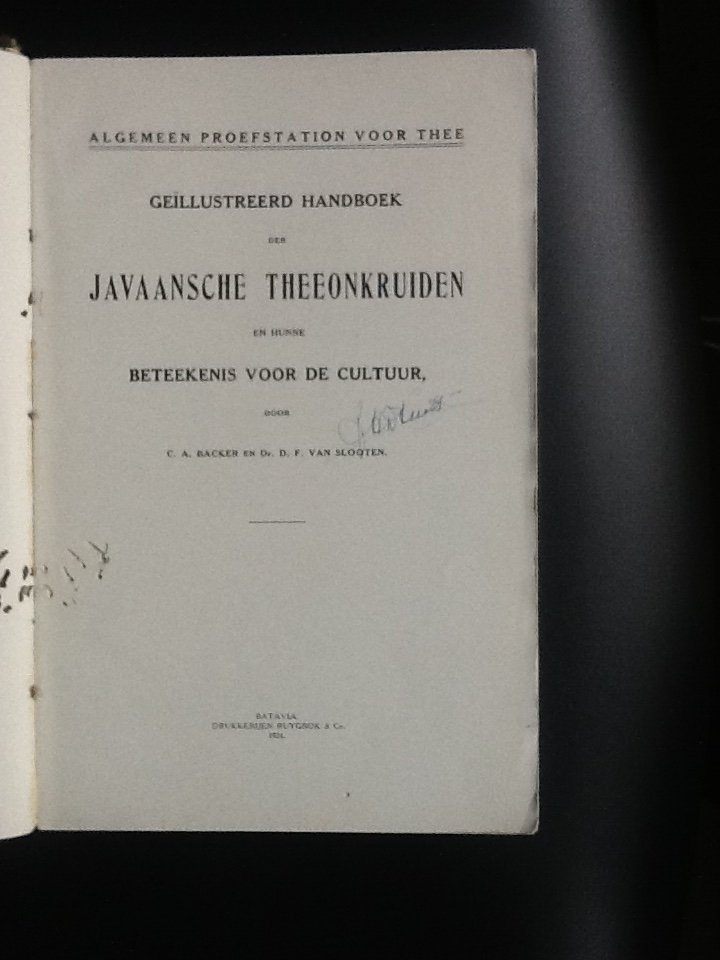 ALGEMEEN PROEFSTATION VOOR THEE
GEÏLLUSTREERD HANDBOEK
DER
JAVAANSCHE THEEONKRUIDEN
EN HUNNE
BETEEKENIS VOOR DE CULTUUR,
DOOR
C. A. BACKER EN Dr. D. F. VAN SLOOTEN.
BATAVIA
DRUKKERIJEN RUYGROK & Co.